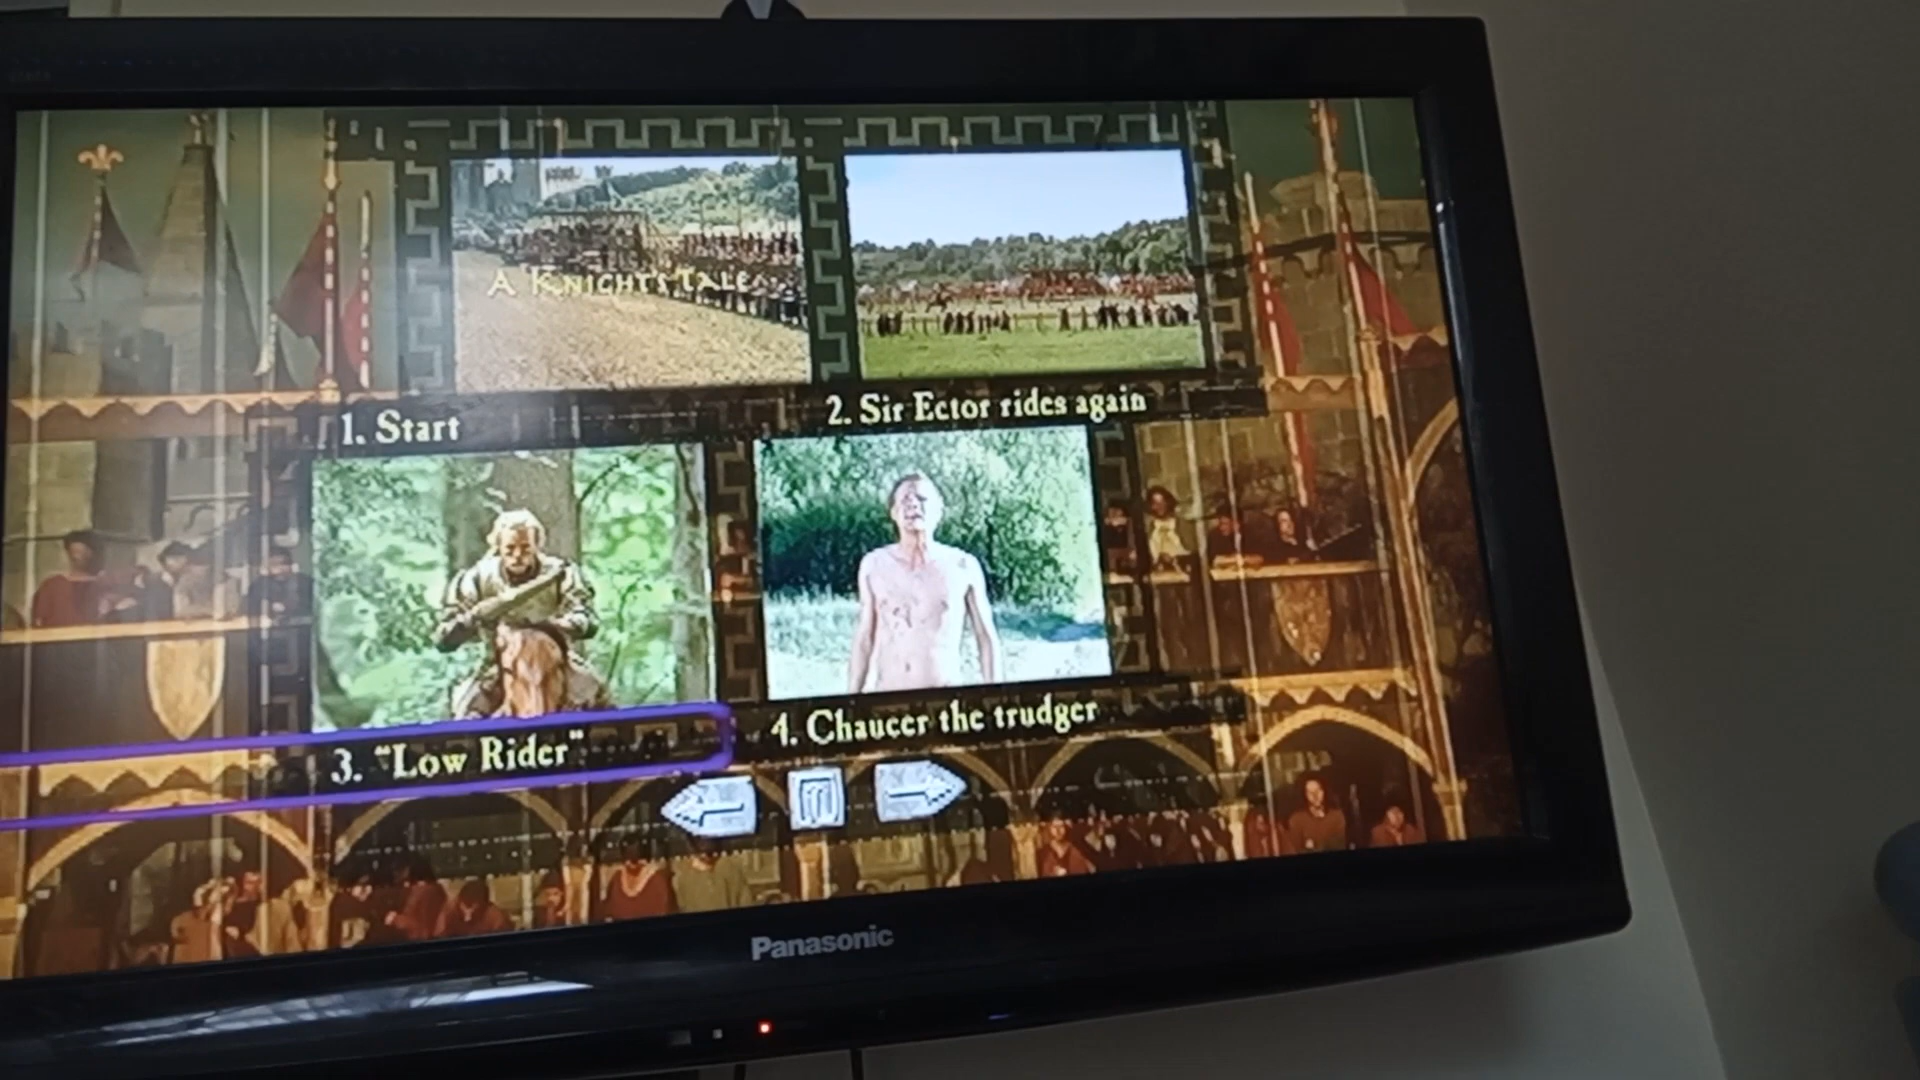 A KNIGHT'S TALE
1. Start
2. Sir Ector rides again
3. "Low Rider"
4. Chaucer the trudger
Panasonic